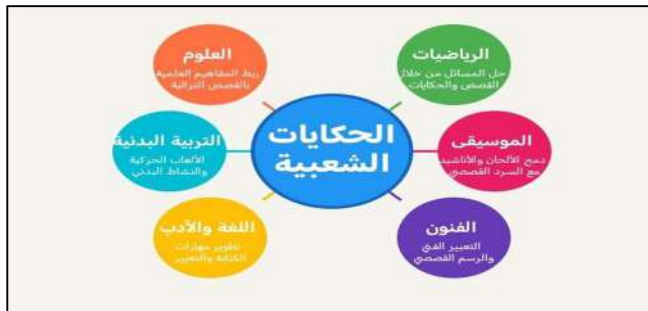 الرياضيات
حل المسائل من خلال
القصص والحكايات
العلوم
ربط المفاهيم العلمية
بالقصص التراثية
الموسيقى
دمج الألحان والأناشيد
مع السرد القصصي
الحكايات
الشعبية
التربية البدنية
الألعاب الحركية
والنشاط البدني
الفنون
التعبير الفني
والرسم القصصي
اللغة والأدب
تطوير مهارات
الكتابة والتعبير